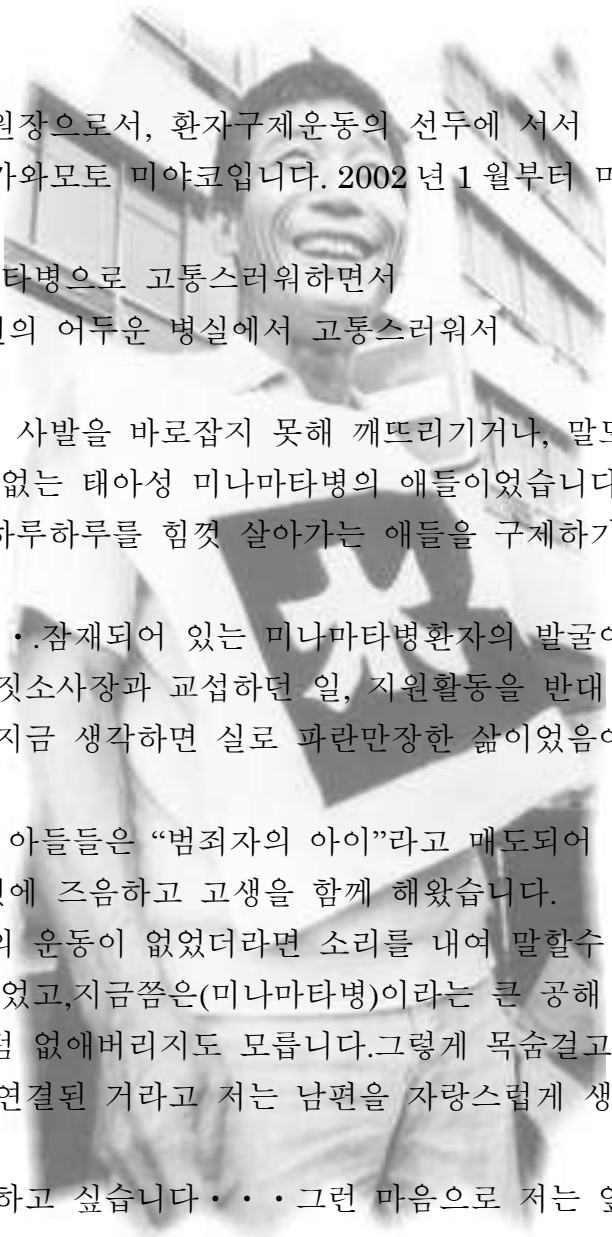 원장으로서, 환자구제운동의 선두에 서서
가와모토 미야코입니다. 2002년 1월부터 미
타병으로 고통스러워하면서
의 어두운 병실에서 고통스러워서
사발을 바로잡지 못해 깨뜨리기거나, 말도
없는 태아성 미나마타병의 애들이었습니다
하루하루를 힘껏 살아가는 애들을 구제하기
・.잠재되어 있는 미나마타병환자의 발굴이
짓소사장과 교섭하던 일, 지원활동을 반대
지금 생각하면 실로 파란만장한 삶이었음이
아들들은 “범죄자의 아이”라고 매도되어
것에 즈음하고 고생을 함께 해왔습니다.
의 운동이 없었더라면 소리를 내여 말할수
었고,지금쯤은(미나마타병)이라는 큰 공해
럼 없애버리지도 모릅니다.그렇게 목숨걸고
연결된 거라고 저는 남편을 자랑스럽게 생
하고 싶습니다・・・그런 마음으로 저는 앞